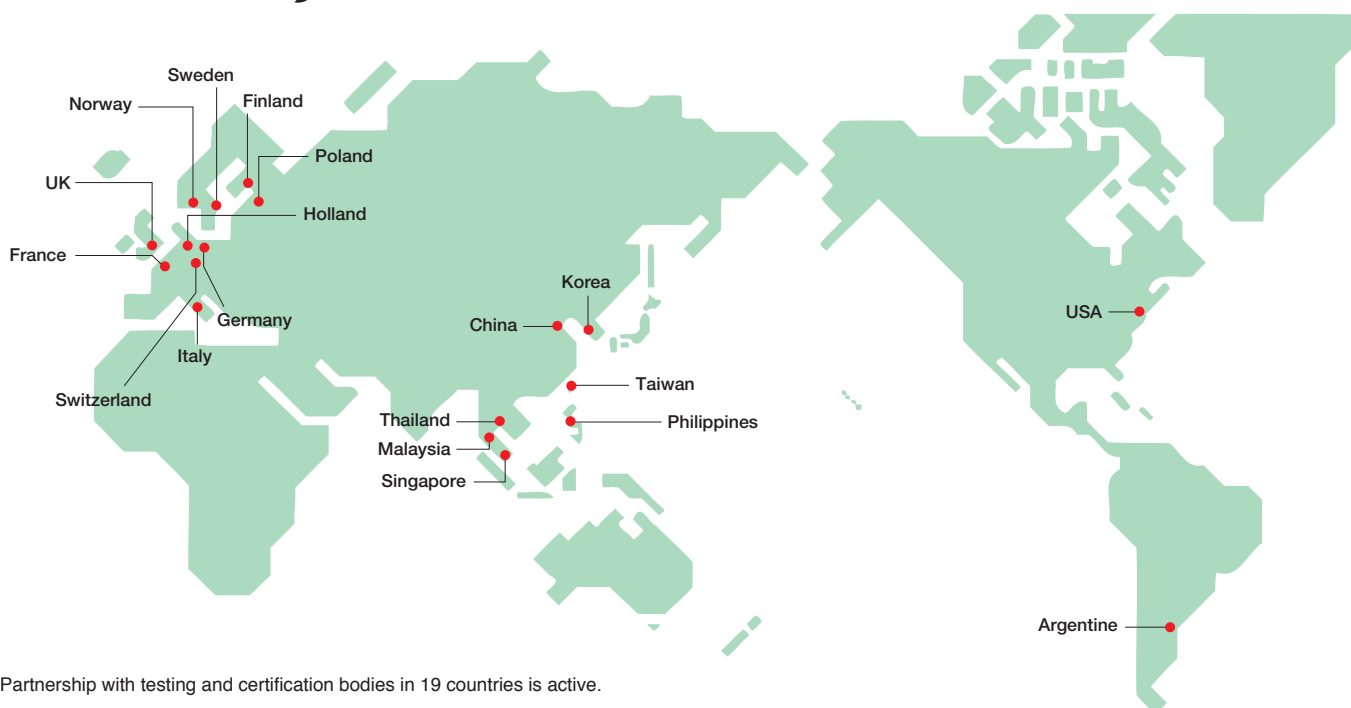 Sweden
Norway
Finland
Poland
UK
Holland
France
Korea
USA
China
Germany
Italy
Taiwan
Switzerland
Thailand
Philippines
Malaysia
Singapore
Argentine
Partnership with testing and certification bodies in 19 countries is active.